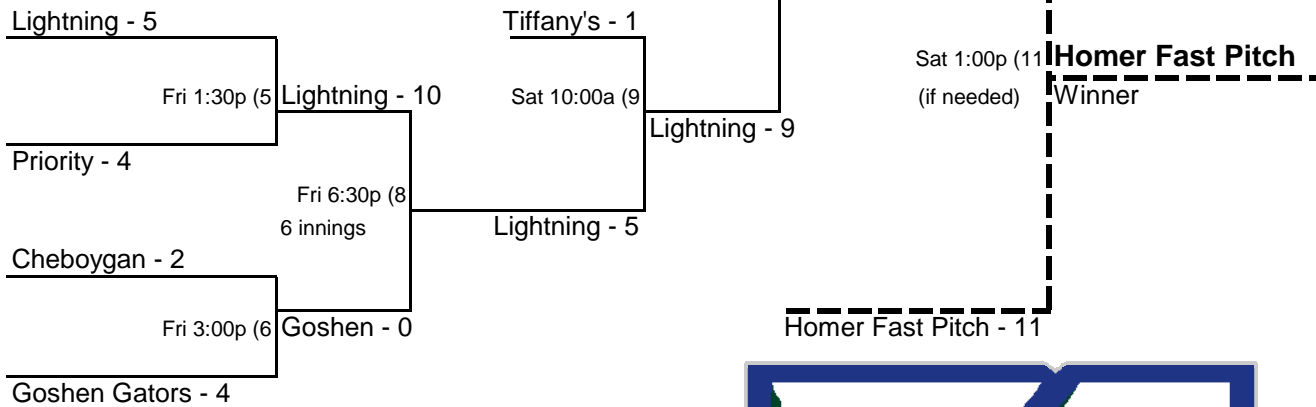 Lightning - 5
Tiffany's - 1
Sat 1:00p (11
Homer Fast Pitch
Fri 1:30p (5
Lightning - 10
Sat 10:00a (9
(if needed)
Winner
Lightning - 9
Priority - 4
Fri 6:30p (8
6 innings
Lightning - 5
Cheboygan - 2
Fri 3:00p (6
Goshen - 0
Homer Fast Pitch - 11
Goshen Gators - 4